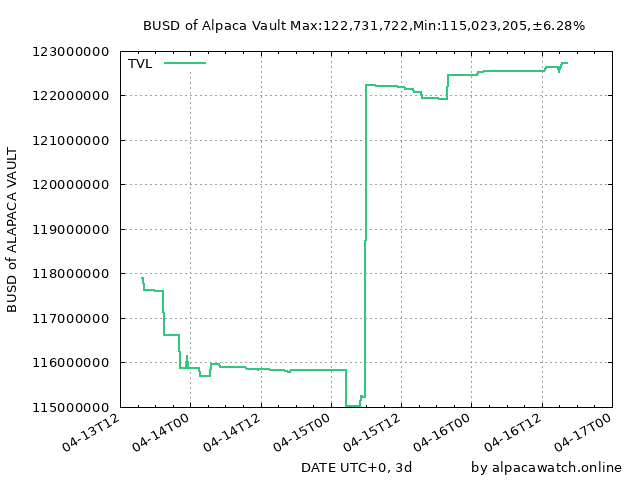 BUSD of Alpaca Vault Max:122,731,722,Min:115,023,205,±6.28%
TVL
123000000
122000000
121000000
120000000
119000000
118000000
117000000
116000000
115000000
BUSD of ALAPACA VAULT
04-13T12
04-14T00
04-14T12
04-15T00
04-15T12
04-16T00
04-16T12
04-17T00
DATE UTC+0, 3d
by alpacawatch.online